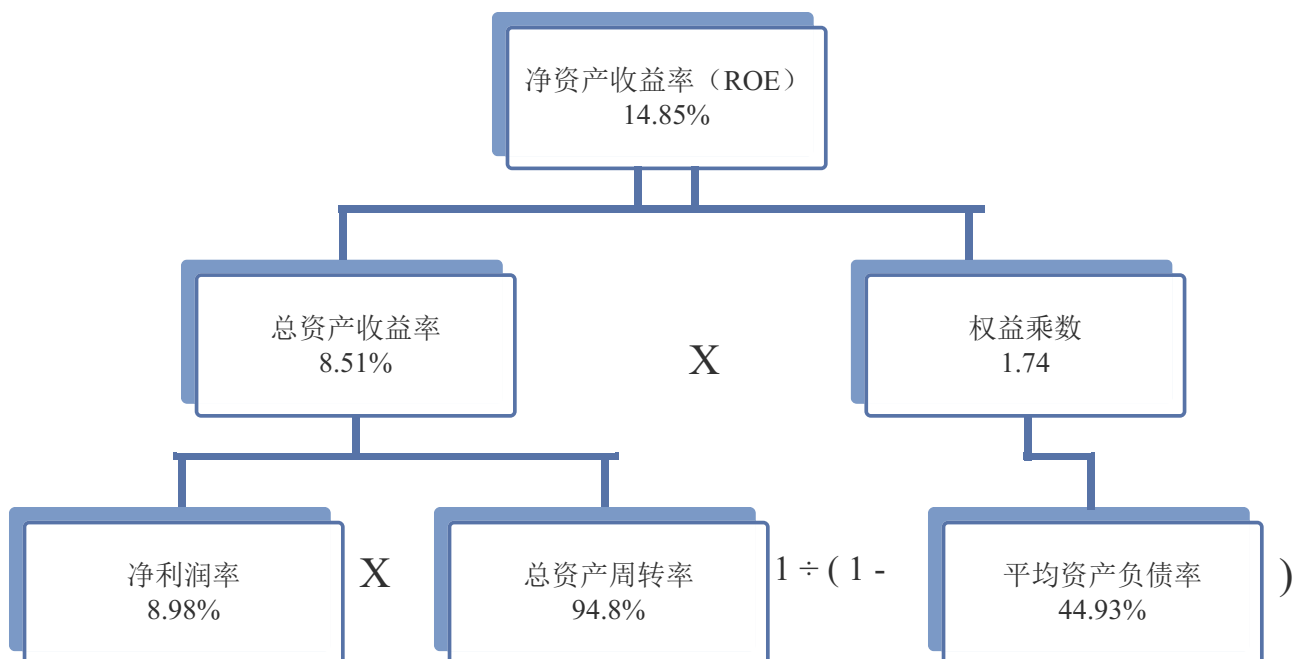 净资产收益率（ROE）
14.85%
总资产收益率
8.51%
X
权益乘数
1.74
净利润率
8.98%
X
总资产周转率
94.8%
1 ÷ ( 1 -
平均资产负债率
44.93%
)